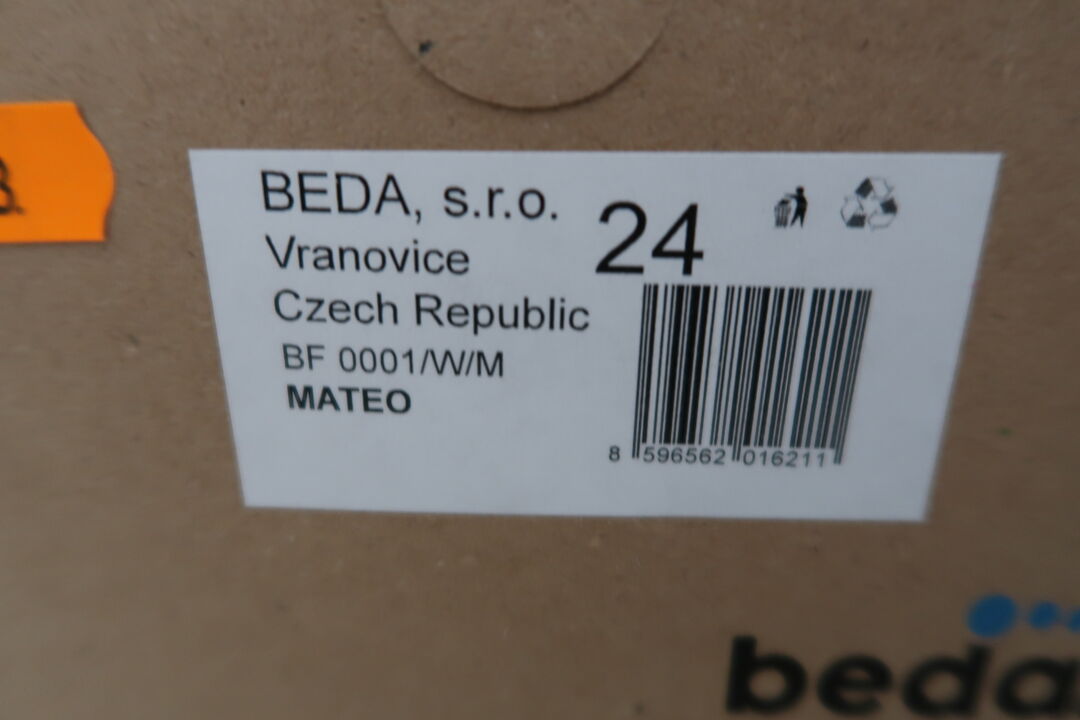 BEDA, s.r.o.
24
Vranovice
Czech Republic
BF 0001/W/M
MATEO
8 596562 016211
beda